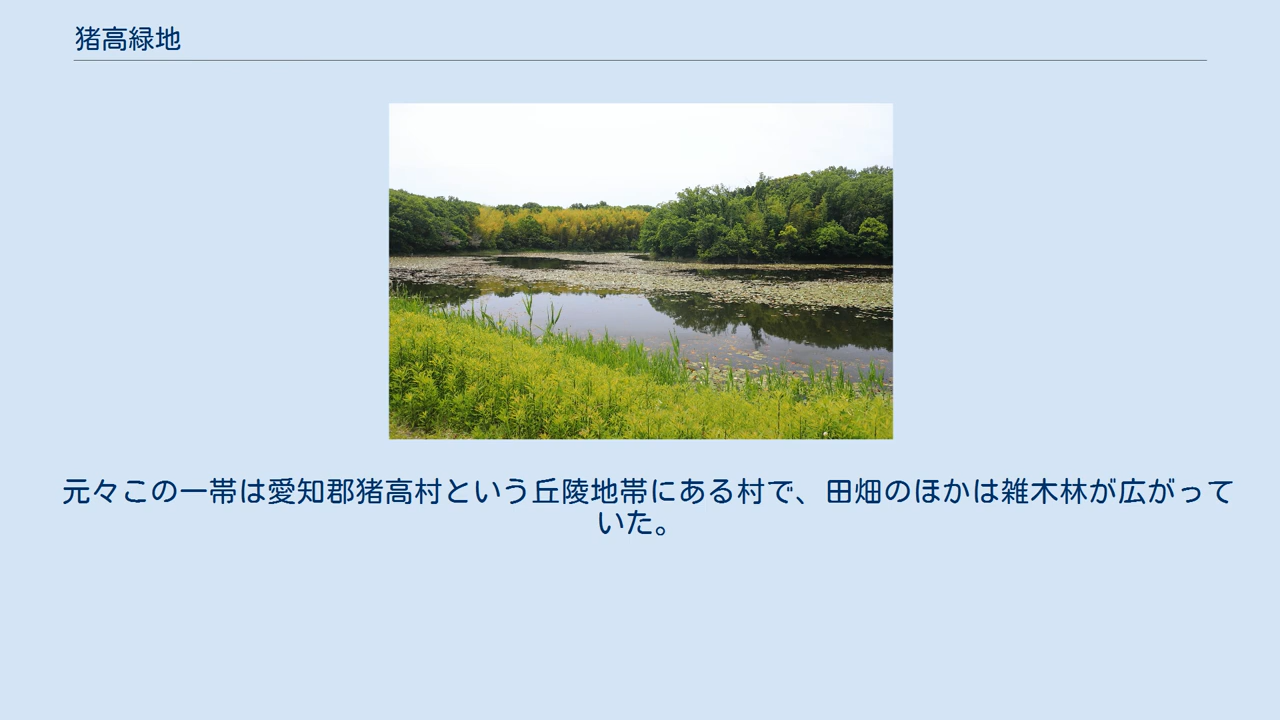 猪高緑地
元々この一帯は愛知郡猪高村という丘陵地帯にある村で、田畑のほかは雑木林が広がって
いた。